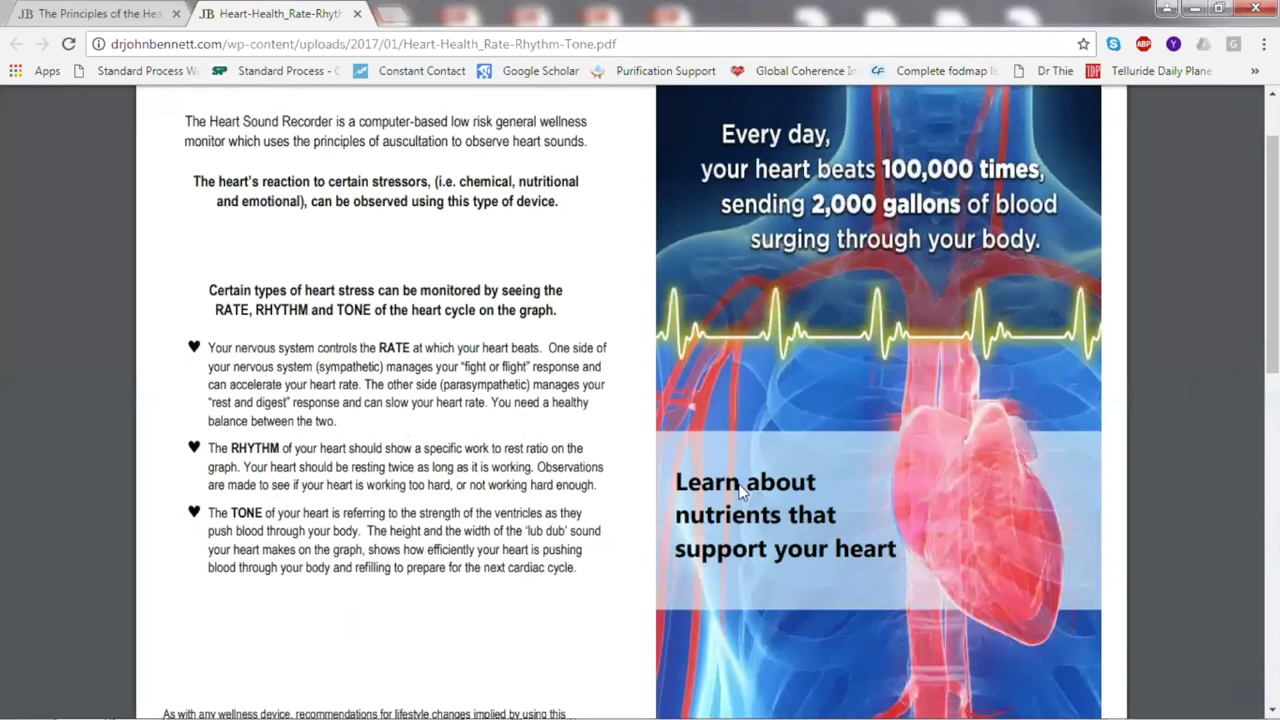 JB The Principles of the Hea
JB Heart-Health_Rate-Rhyth
drjohnbennett.com/wp-content/uploads/2017/01/Heart-Health_Rate-Rhythm-Tone.pdf
ABP
Y
G
Apps
Standard Process W
SP Standard Process - C
Constant Contact
Google Scholar
Purification Support
Global Coherence In
CF Complete fodmap li
Dr Thie
TDP Telluride Daily Plane
»
The Heart Sound Recorder is a computer-based low risk general wellness
monitor which uses the principles of auscultation to observe heart sounds.
The heart's reaction to certain stressors, (i.e. chemical, nutritional
and emotional), can be observed using this type of device.
Certain types of heart stress can be monitored by seeing the
RATE, RHYTHM and TONE of the heart cycle on the graph.
♥ Your nervous system controls the RATE at which your heart beats. One side of
your nervous system (sympathetic) manages your “fight or flight” response and
can accelerate your heart rate. The other side (parasympathetic) manages your
“rest and digest” response and can slow your heart rate. You need a healthy
balance between the two.
♥ The RHYTHM of your heart should show a specific work to rest ratio on the
graph. Your heart should be resting twice as long as it is working. Observations
are made to see if your heart is working too hard, or not working hard enough.
♥ The TONE of your heart is referring to the strength of the ventricles as they
push blood through your body. The height and the width of the ‘lub dub’ sound
your heart makes on the graph, shows how efficiently your heart is pushing
blood through your body and refilling to prepare for the next cardiac cycle.
As with any wellness device, recommendations for lifestyle changes implied by using this
Every day,
your heart beats 100,000 times,
sending 2,000 gallons of blood
surging through your body.
Learn about
nutrients that
support your heart